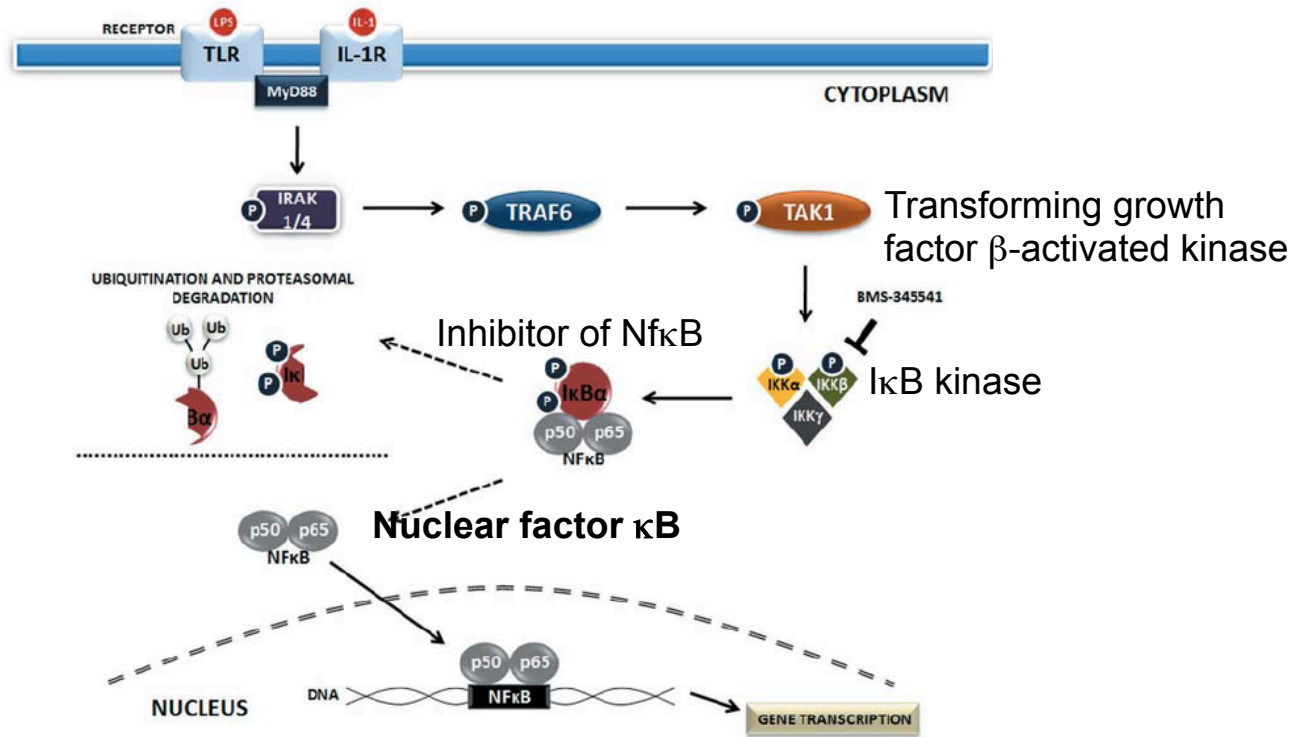 LPS
IL-1
RECEPTOR
TLR
IL-1R
MyD88
CYTOPLASM
P
IRAK
1/4
P
TRAF6
P
TAK1
Transforming growth
factor β-activated kinase
UBIQUITINATION AND PROTEASOMAL
DEGRADATION
BMS-345541
Ub
Ub
Ub
Bα
P
P
Iκ
Inhibitor of NfκB
P
P
IκBα
p50
p65
NFκB
P
P
IKKα
IKKβ
IKKγ
IκB kinase
p50
p65
NFκB
Nuclear factor κB
p50
p65
DNA
NFκB
NUCLEUS
GENE TRANSCRIPTION